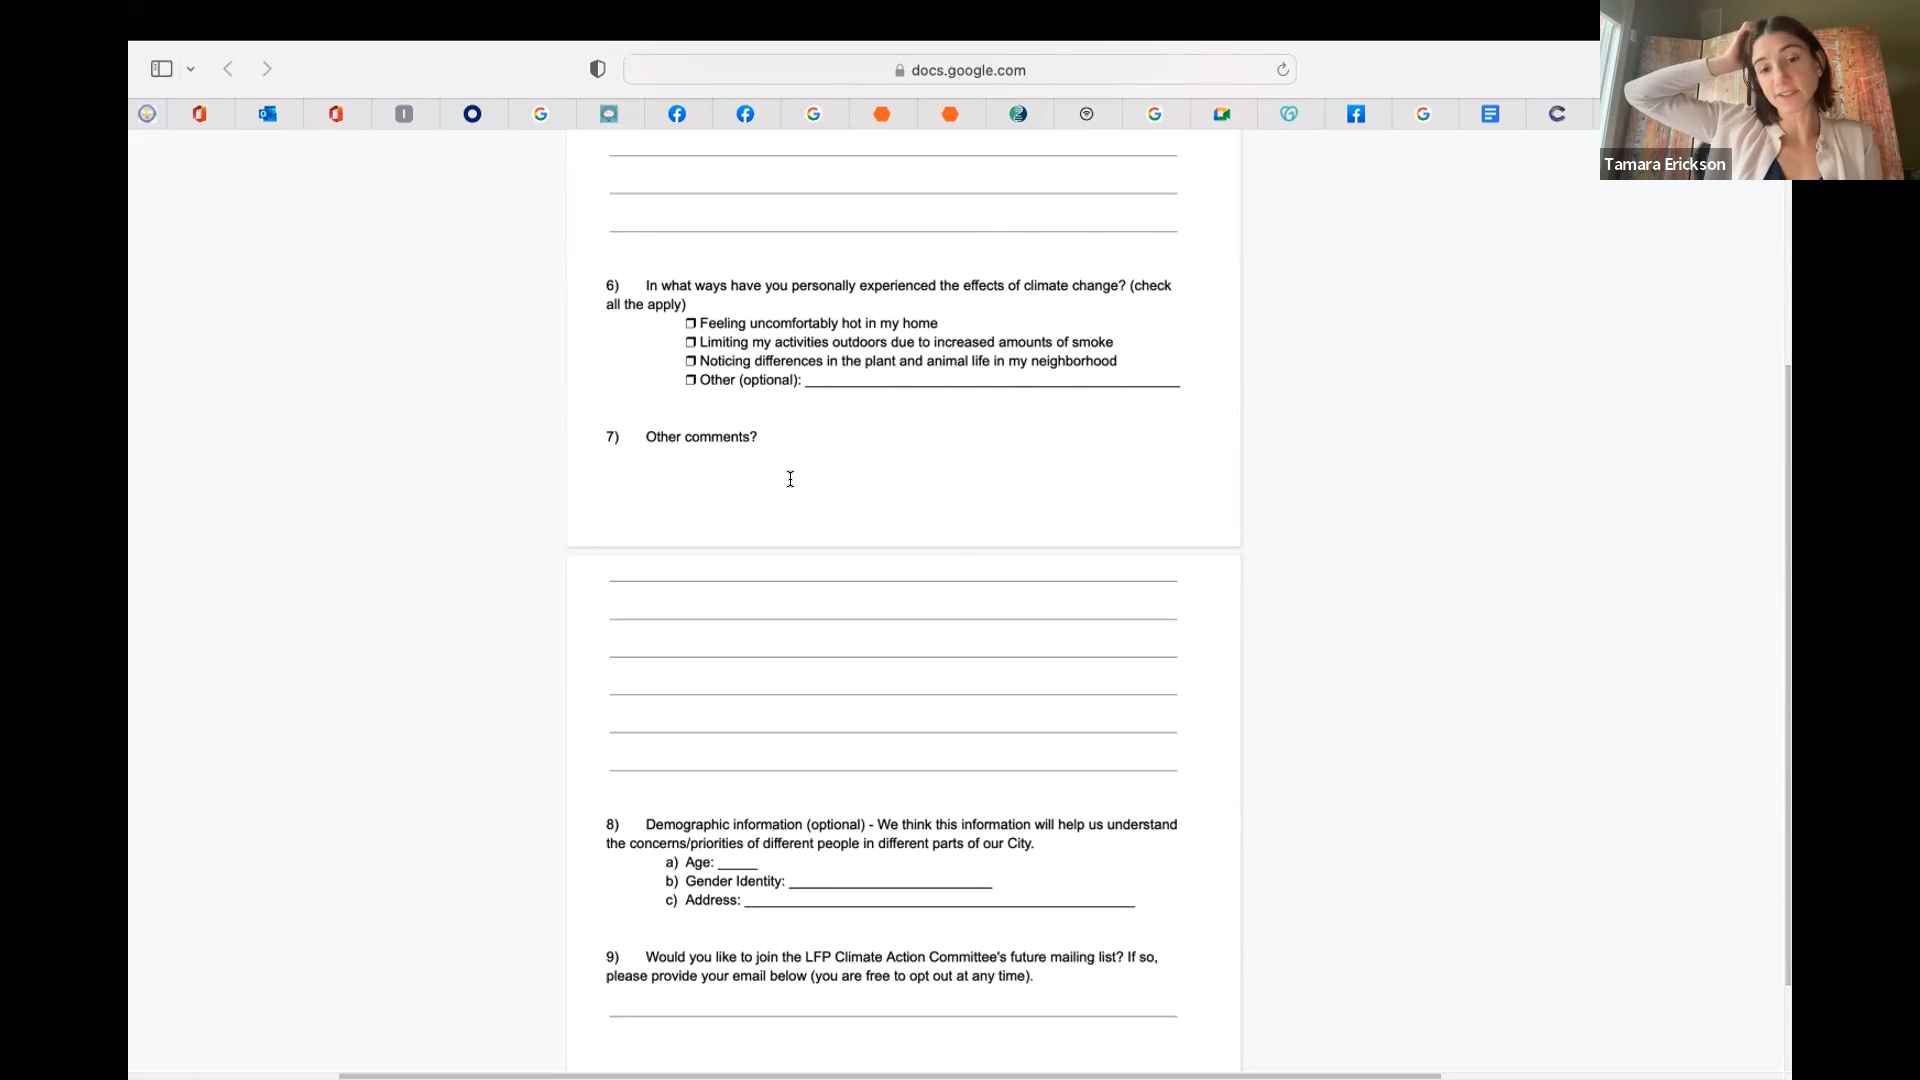 docs.google.com
Tamara Erickson
6) In what ways have you personally experienced the effects of climate change? (check
all the apply)
❒ Feeling uncomfortably hot in my home
❒ Limiting my activities outdoors due to increased amounts of smoke
❒ Noticing differences in the plant and animal life in my neighborhood
❒ Other (optional): ____________________
7) Other comments?
8) Demographic information (optional) - We think this information will help us understand
the concerns/priorities of different people in different parts of our City.
a) Age: _____
b) Gender Identity: ____________________
c) Address: ____________________
9) Would you like to join the LFP Climate Action Committee's future mailing list? If so,
please provide your email below (you are free to opt out at any time).